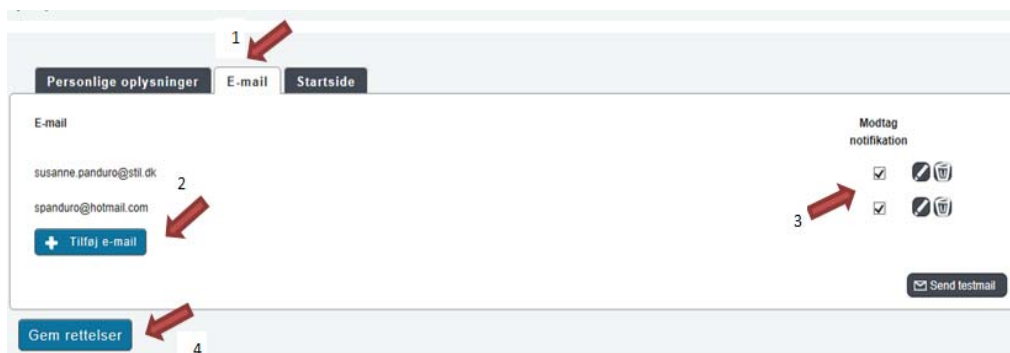 1
Personlige oplysninger E-mail Startside
E-mail
Modtag
notifikation
susanne.panduro@stil.dk
2
spanduro@hotmail.com
3
Tilføj e-mail
Send testmail
Gem rettelser
4